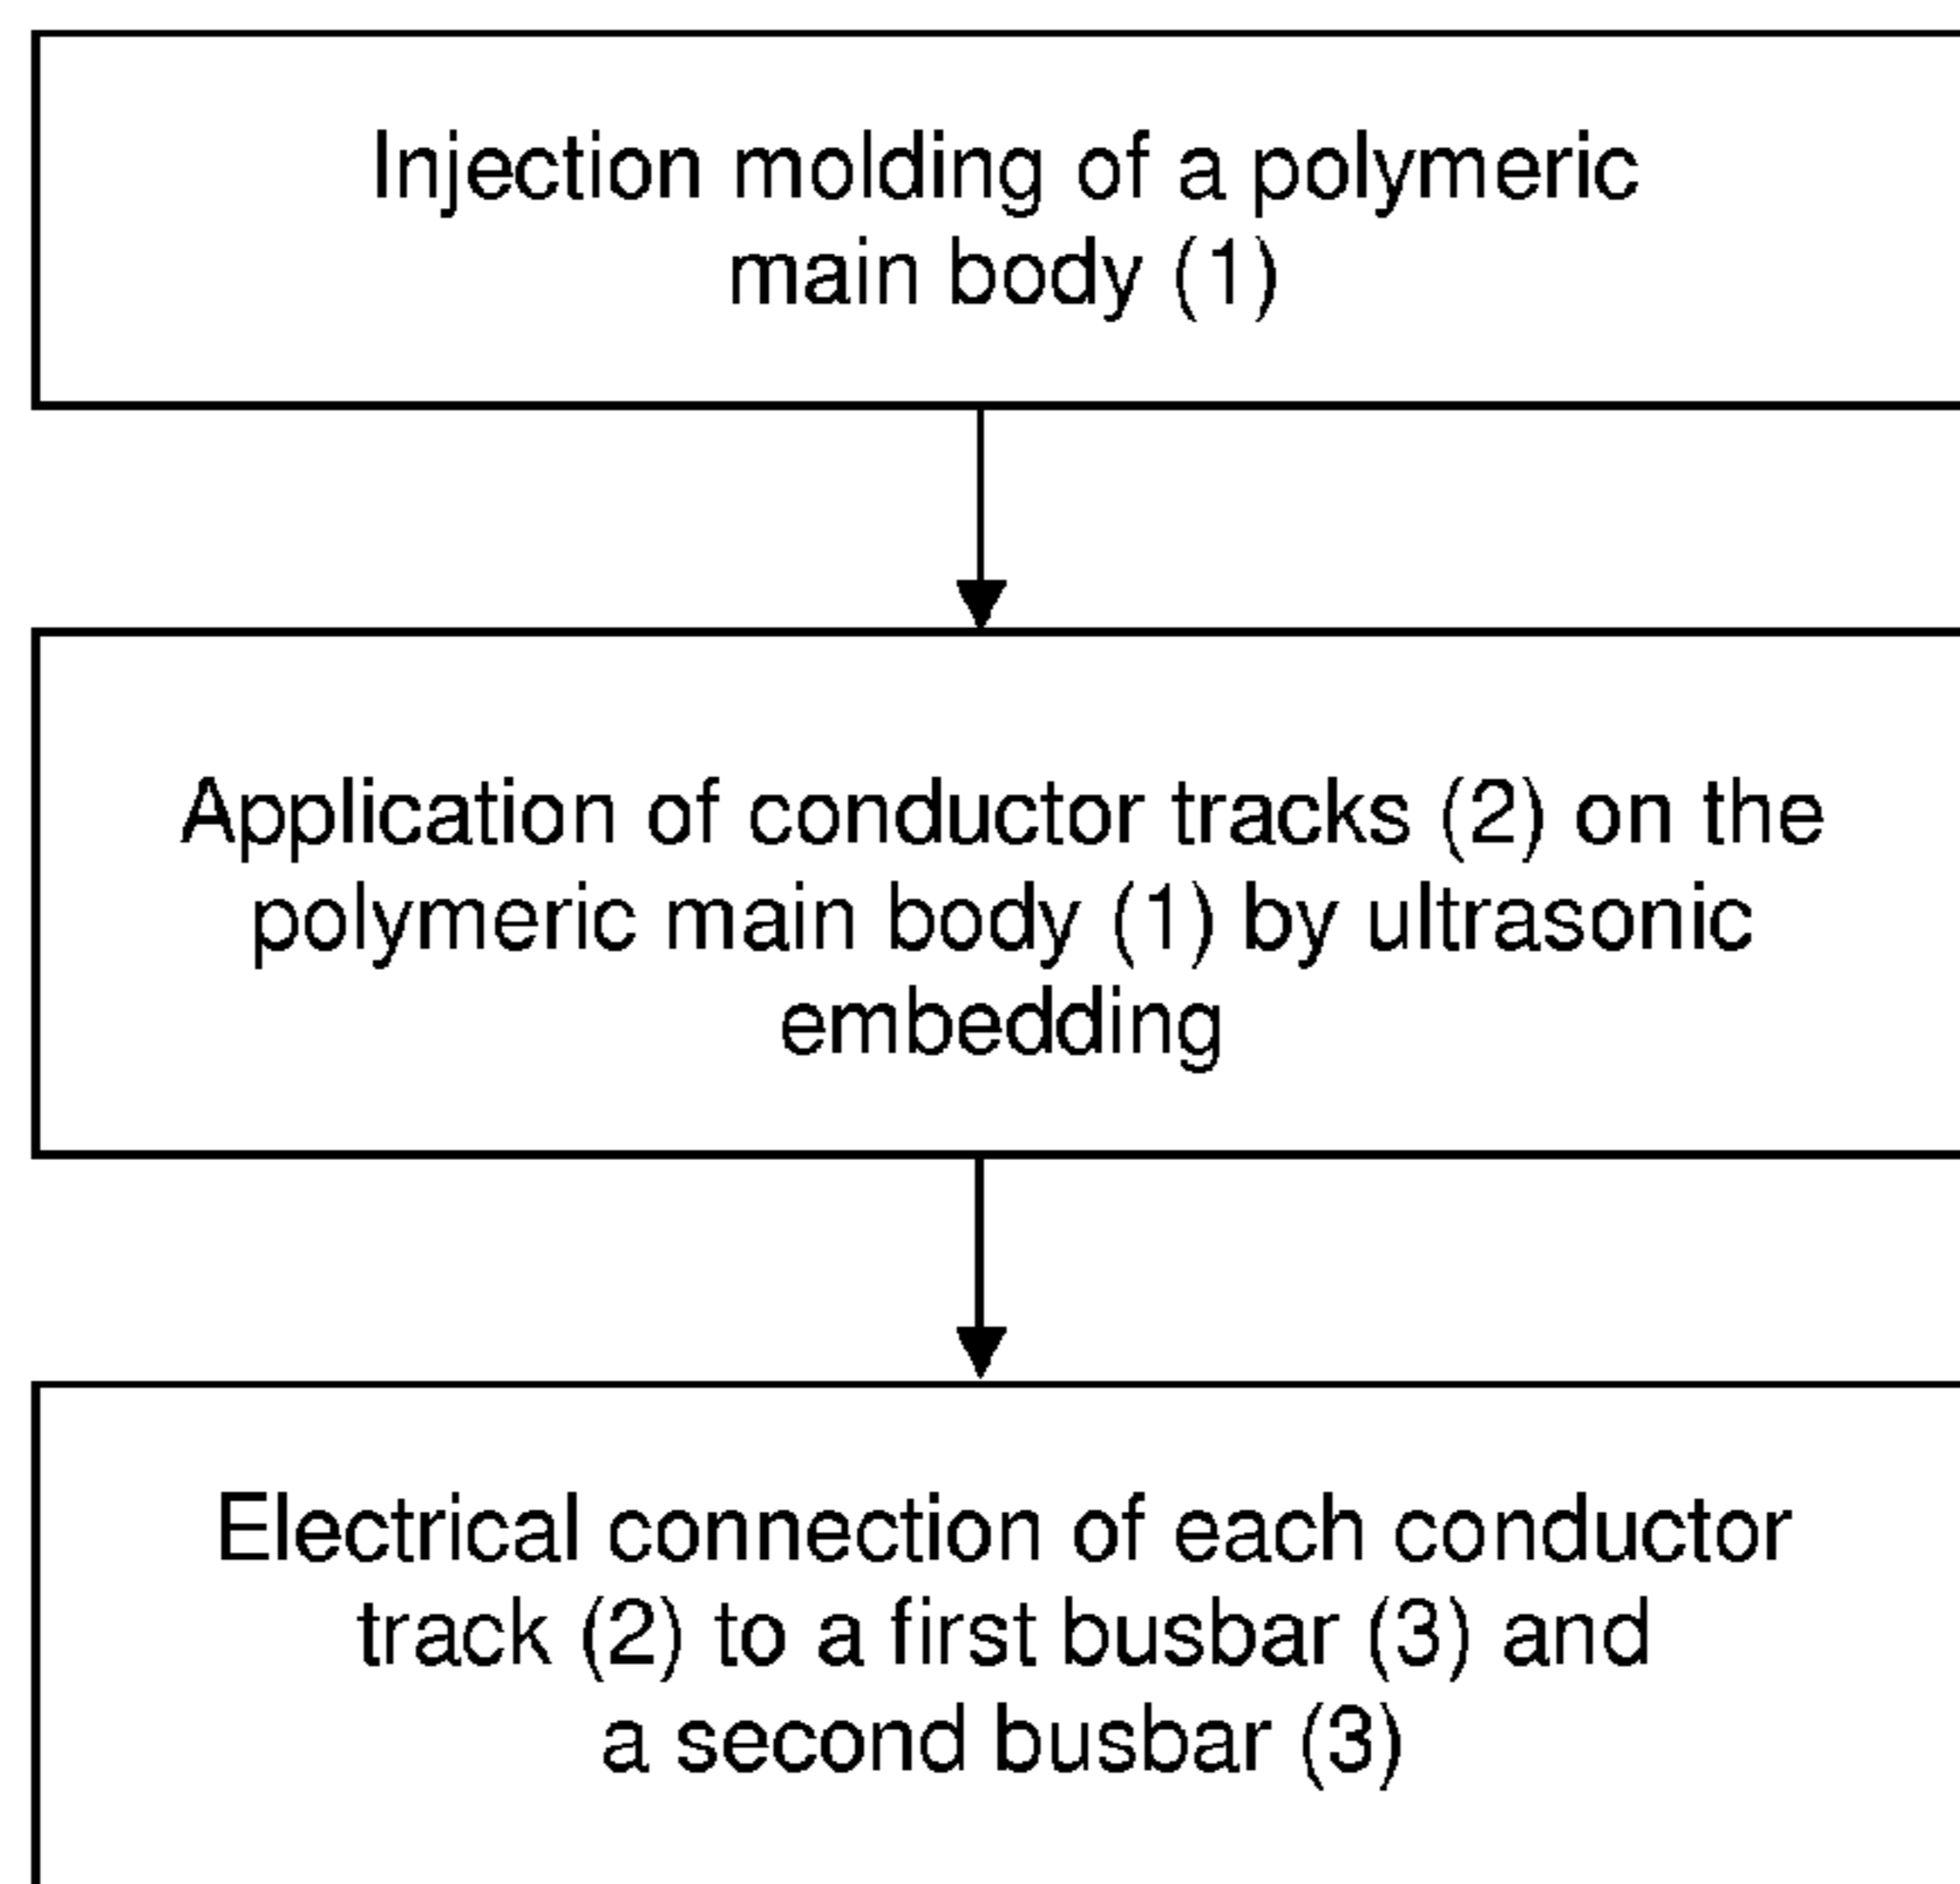 Injection molding of a polymeric
main body (1)
Application of conductor tracks (2) on the
polymeric main body (1) by ultrasonic
embedding
Electrical connection of each conductor
track (2) to a first busbar (3) and
a second busbar (3)